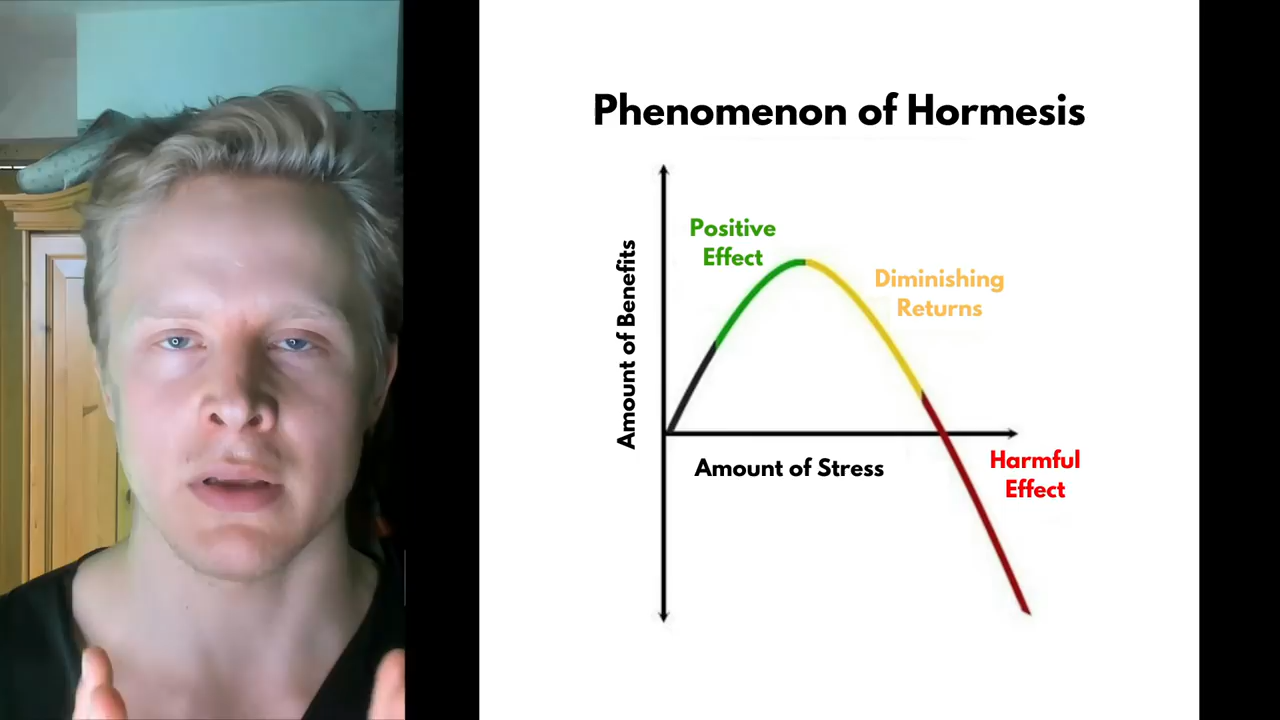 Phenomenon of Hormesis
Amount of Benefits
Positive
Effect
Diminishing
Returns
Amount of Stress
Harmful
Effect